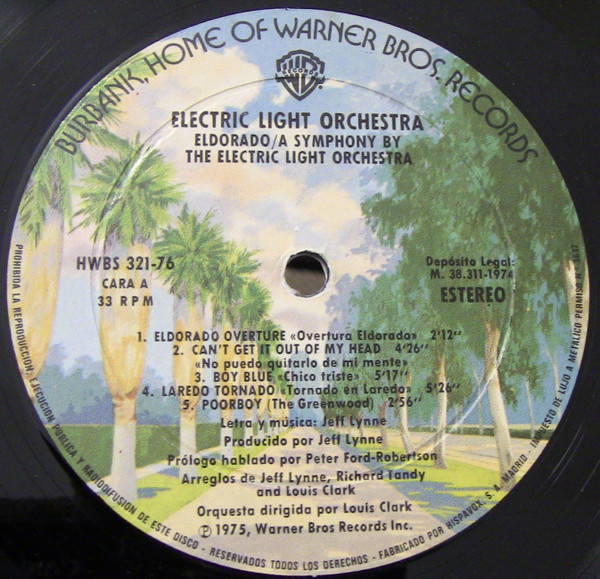 BURBANK, HOME OF WARNER BROS. RECORDS
RECORDS
ELECTRIC LIGHT ORCHESTRA
ELDORADO/A SYMPHONY BY
THE ELECTRIC LIGHT ORCHESTRA
HWBS 321-76
CARA A
33 RPM
Depósito Legal:
M. 38.311-1974
ESTEREO
1. ELDORADO OVERTURE «Overtura Eldorado» 2'12"
2. CAN'T GET IT OUT OF MY HEAD 4'26"
«No puedo quitarlo de mi mente»
3. BOY BLUE «Chico triste» 5'17"
4. LAREDO TORNADO «Tornado en Laredo» 5'26"
5. POORBOY (The Greenwood) 2'56"
Letra y música: Jeff Lynne
Producido por Jeff Lynne
Prólogo hablado por Peter Ford-Robertson
Arreglos de Jeff Lynne, Richard Tandy
and Louis Clark
Orquesta dirigida por Louis Clark
Ⓟ 1975, Warner Bros Records Inc.
PROHIBIDA LA REPRODUCCION, EJECUCION PUBLICA Y RADIODIFUSION DE ESTE DISCO - RESERVADOS TODOS LOS DERECHOS - FABRICADO POR HISPAVOX, S. A. MADRID - IMPUESTO DE LUJO A METALICO PERMISO N.º